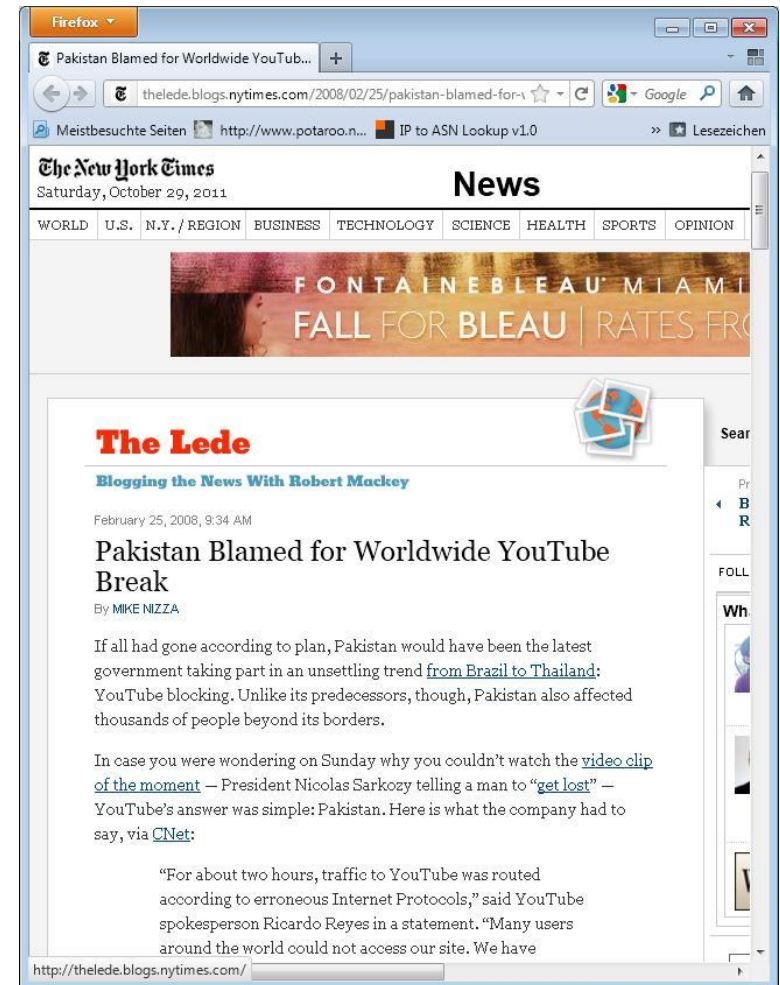 Firefox
Pakistan Blamed for Worldwide YouTub...
thelede.blogs.nytimes.com/2008/02/25/pakistan-blamed-for-
Google
Meistbesuchte Seiten
http://www.potaroo.n...
IP to ASN Lookup v1.0
»
Lesezeichen
The New York Times
Saturday, October 29, 2011
News
WORLD U.S. N.Y. / REGION BUSINESS TECHNOLOGY SCIENCE HEALTH SPORTS OPINION
FONTAINEBLEAU MIAMI
FALL FOR BLEAU | RATES FRO
The Lede
Blogging the News With Robert Mackey
February 25, 2008, 9:34 AM
Pakistan Blamed for Worldwide YouTube
Break
By MIKE NIZZA
If all had gone according to plan, Pakistan would have been the latest
government taking part in an unsettling trend from Brazil to Thailand:
YouTube blocking. Unlike its predecessors, though, Pakistan also affected
thousands of people beyond its borders.
In case you were wondering on Sunday why you couldn't watch the video clip
of the moment — President Nicolas Sarkozy telling a man to “get lost” —
YouTube's answer was simple: Pakistan. Here is what the company had to
say, via CNet:
“For about two hours, traffic to YouTube was routed
according to erroneous Internet Protocols,” said YouTube
spokesperson Ricardo Reyes in a statement. “Many users
around the world could not access our site. We have
Sear
Pr
B
R
FOLL
Wh
http://thelede.blogs.nytimes.com/